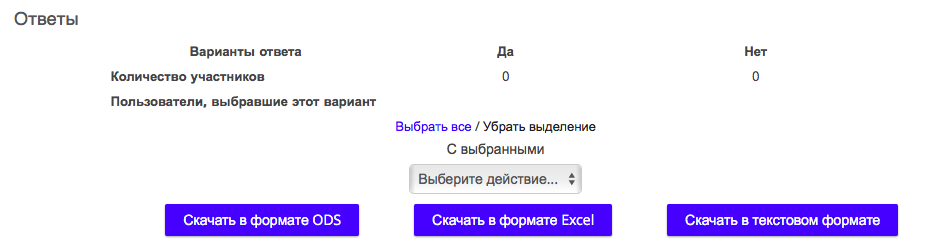 Ответы
Варианты ответа Да Нет
Количество участников 0 0
Пользователи, выбравшие этот вариант
Выбрать все / Убрать выделение
С выбранными
Выберите действие...
Скачать в формате ODS Скачать в формате Excel Скачать в текстовом формате